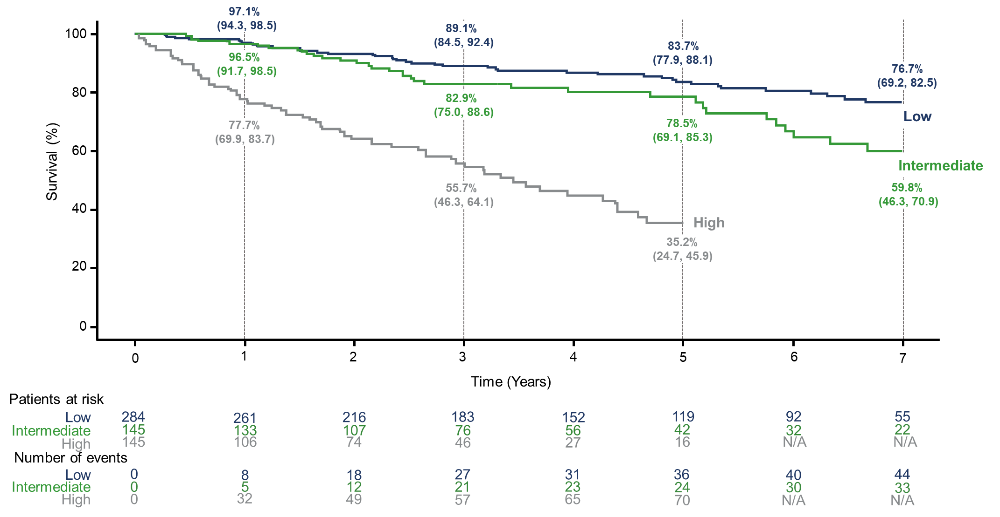 97.1%
(94.3, 98.5)
89.1%
(84.5, 92.4)
83.7%
(77.9, 88.1)
76.7%
(69.2, 82.5)
100
80
60
40
20
0
Survival (%)
96.5%
(91.7, 98.5)
82.9%
(75.0, 88.6)
78.5%
(69.1, 85.3)
Low
Intermediate
59.8%
(46.3, 70.9)
77.7%
(69.9, 83.7)
55.7%
(46.3, 64.1)
High
35.2%
(24.7, 45.9)
0 1 2 3 4 5 6 7
Time (Years)
Patients at risk
Low 284 261 216 183 152 119 92 55
Intermediate 145 133 107 76 56 42 32 22
High 145 106 74 46 27 16 N/A N/A
Number of events
Low 0 8 18 27 31 36 40 44
Intermediate 0 5 12 21 23 24 30 33
High 0 32 49 57 65 70 N/A N/A